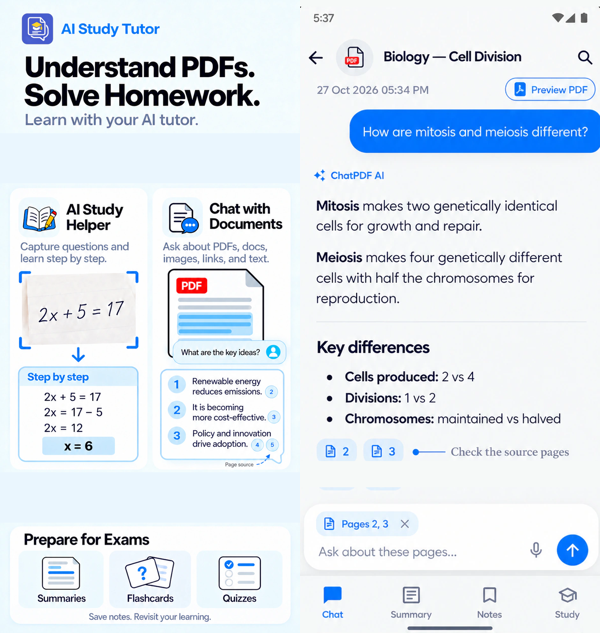 AI Study Tutor
Understand PDFs.
Solve Homework.
Learn with your AI tutor.
AI Study
Helper
Capture questions and
learn step by step.
2x + 5 = 17
Step by step
2x + 5 = 17
2x = 17 − 5
2x = 12
x = 6
Chat with
Documents
Ask about PDFs, docs,
images, links, and text.
PDF
What are the key ideas?
1 Renewable energy
reduces emissions. 2
2 It is becoming
more cost-effective. 3
3 Policy and innovation
drive adoption. 4 5
Page source
Prepare for Exams
Summaries
?
Flashcards
Quizzes
Save notes. Revisit your learning.
5:37
PDF
Biology — Cell Division
27 Oct 2026 05:34 PM
Preview PDF
How are mitosis and meiosis different?
ChatPDF AI
Mitosis makes two genetically identical
cells for growth and repair.
Meiosis makes four genetically different
cells with half the chromosomes for
reproduction.
Key differences
• Cells produced: 2 vs 4
• Divisions: 1 vs 2
• Chromosomes: maintained vs halved
2 3 Check the source pages
Pages 2, 3 ×
Ask about these pages...
Chat Summary Notes Study